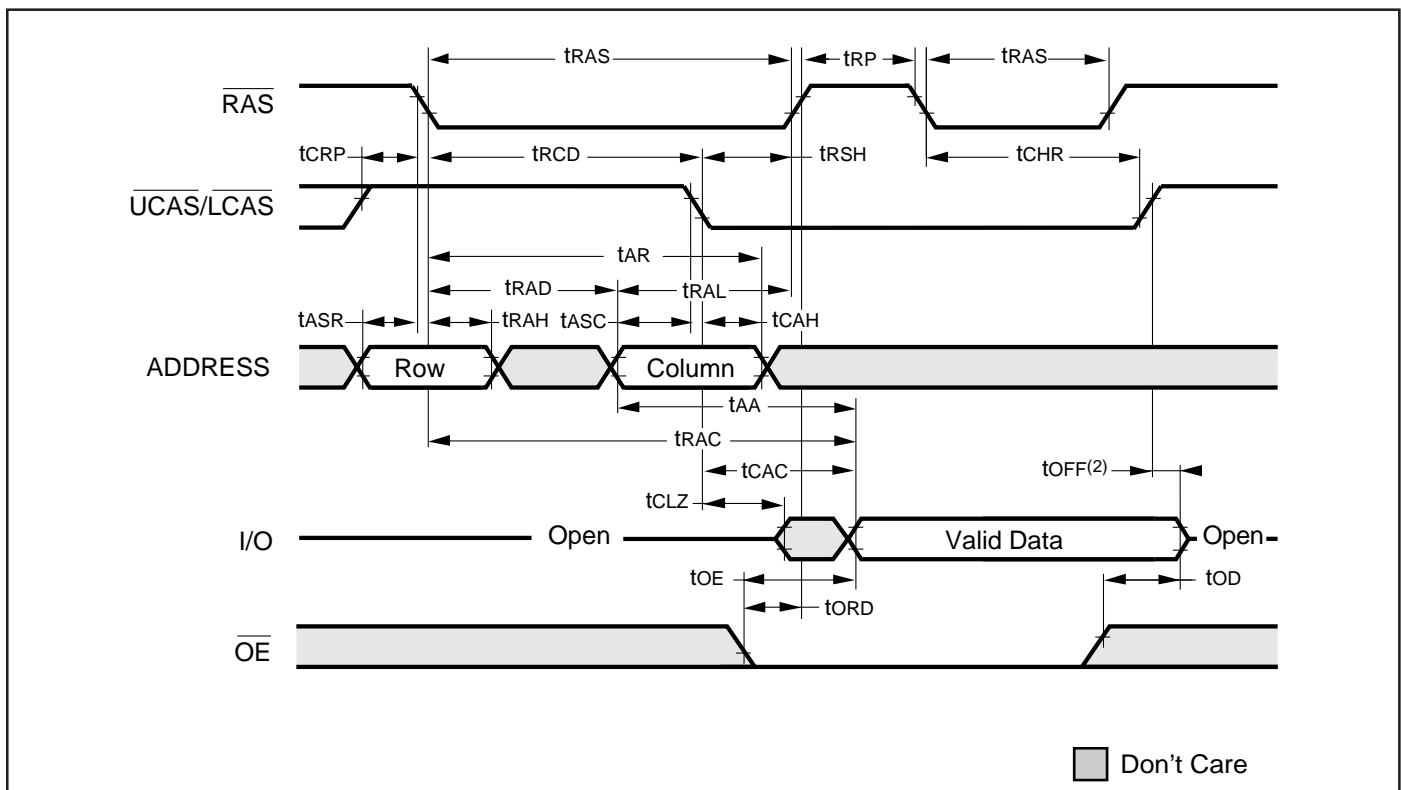 tRAS tRP tRAS
RAS
tCRP tRCD tRSH tCHR
UCAS/LCAS
tAR
tRAD tRAL
tASR tRAH tASC tCAH
ADDRESS Row Column
tAA
tRAC
tCAC tOFF(2)
tCLZ
I/O Open Valid Data Open
tOE tOD
tORD
OE
Don't Care